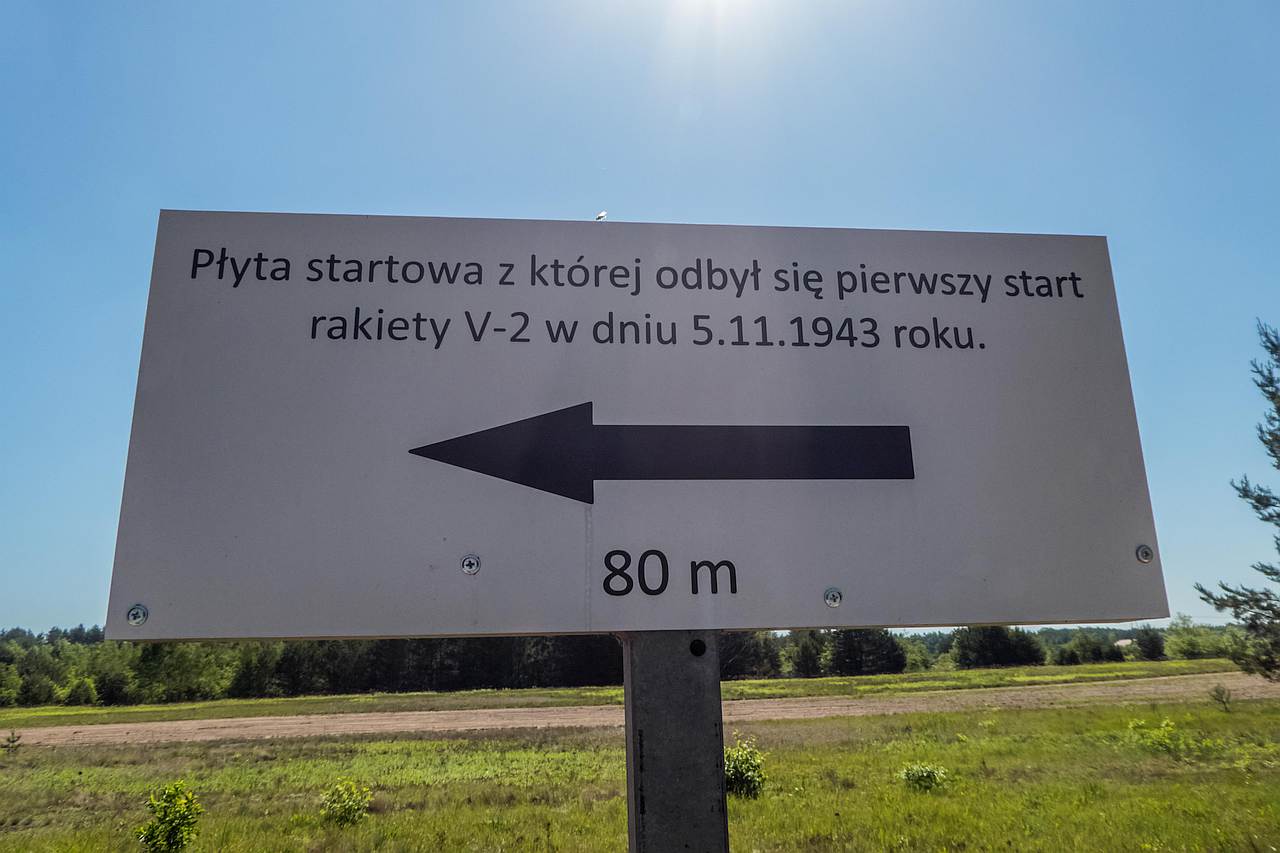 Płyta startowa z której odbył się pierwszy start
rakiety V-2 w dniu 5.11.1943 roku.
80 m